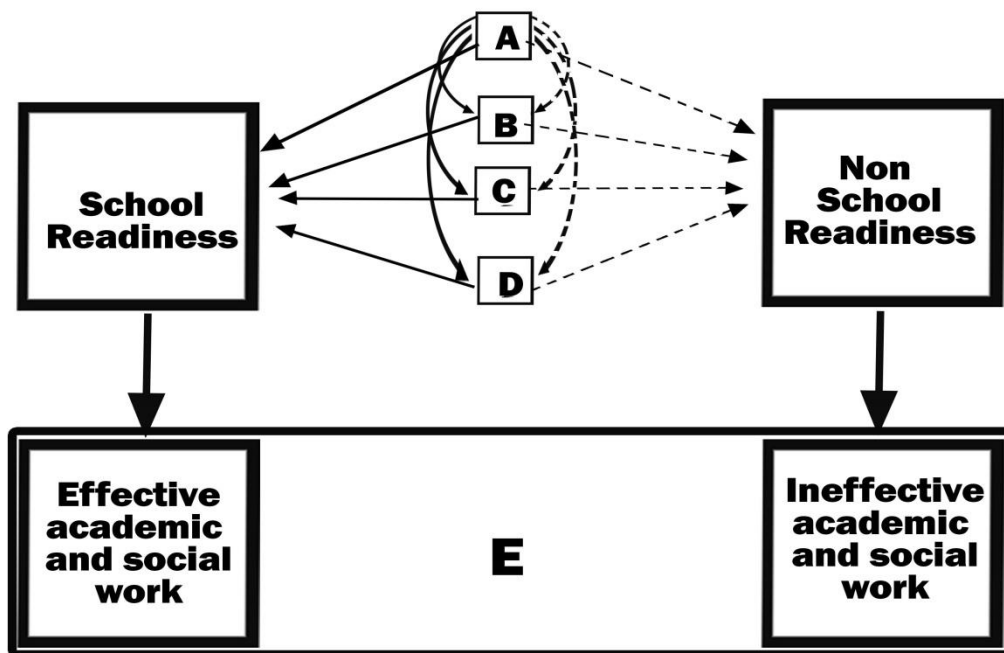 A
B
C
D
School
Readiness
Non
School
Readiness
Effective
academic
and social
work
E
Ineffective
academic
and social
work